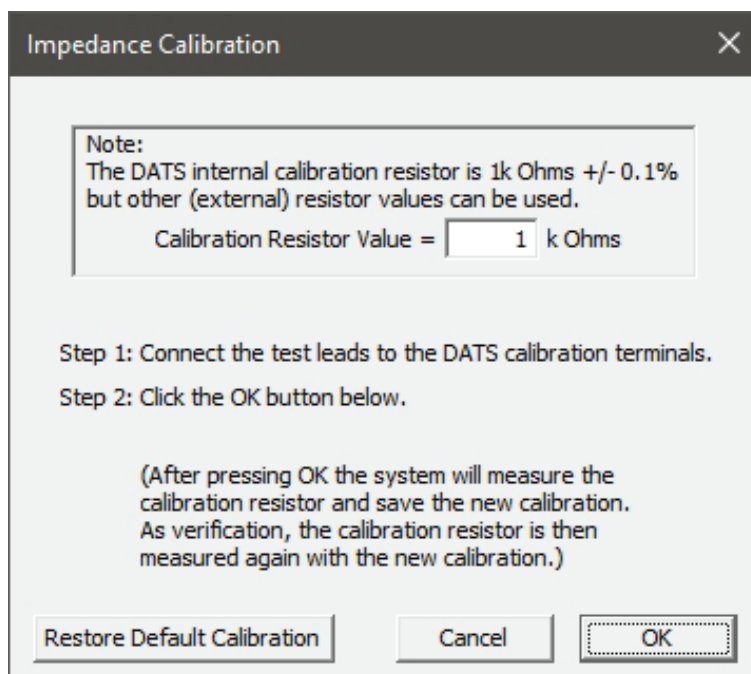 Impedance Calibration
Note:
The DATS internal calibration resistor is 1k Ohms +/- 0.1%
but other (external) resistor values can be used.
Calibration Resistor Value = 1 k Ohms
Step 1: Connect the test leads to the DATS calibration terminals.
Step 2: Click the OK button below.
(After pressing OK the system will measure the
calibration resistor and save the new calibration.
As verification, the calibration resistor is then
measured again with the new calibration.)
Restore Default Calibration Cancel OK